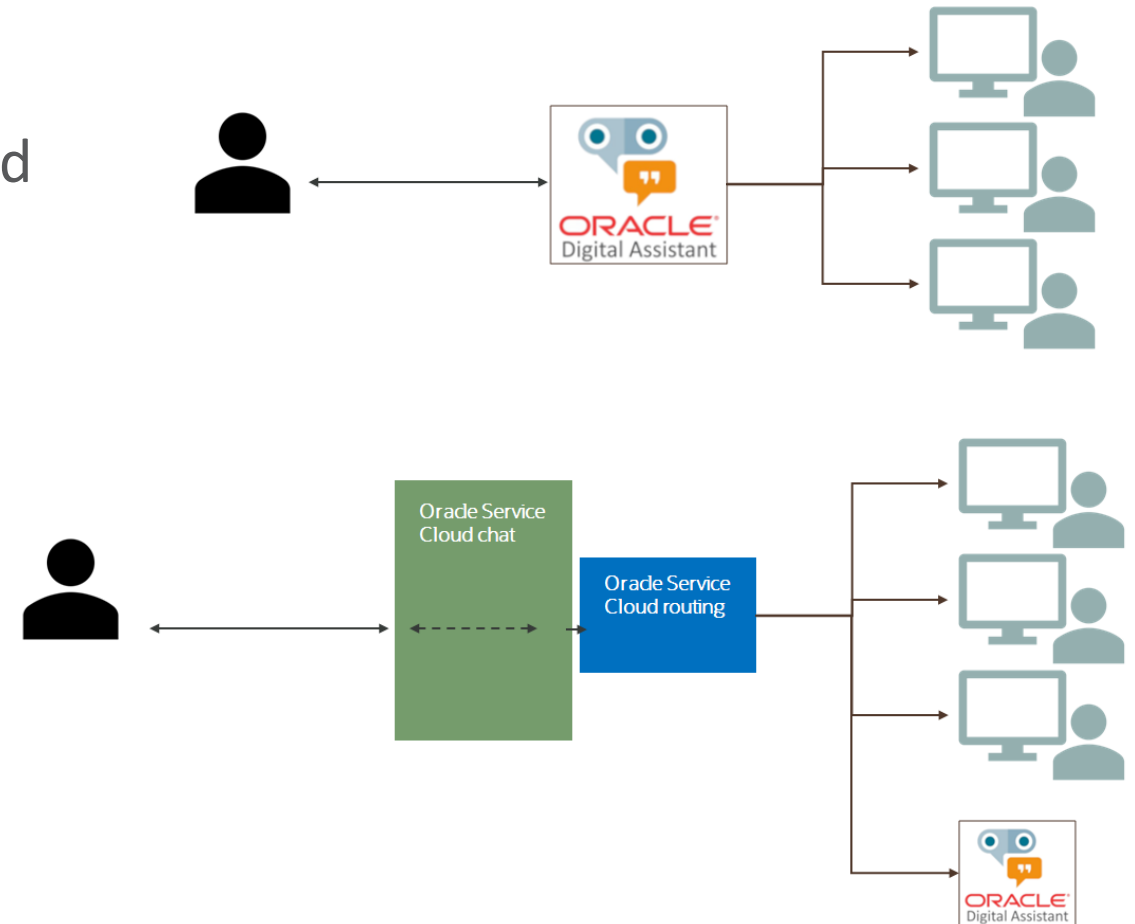 d
ORACLE®
Digital Assistant
Oracle Service
Cloud chat
Oracle Service
Cloud routing
ORACLE®
Digital Assistant